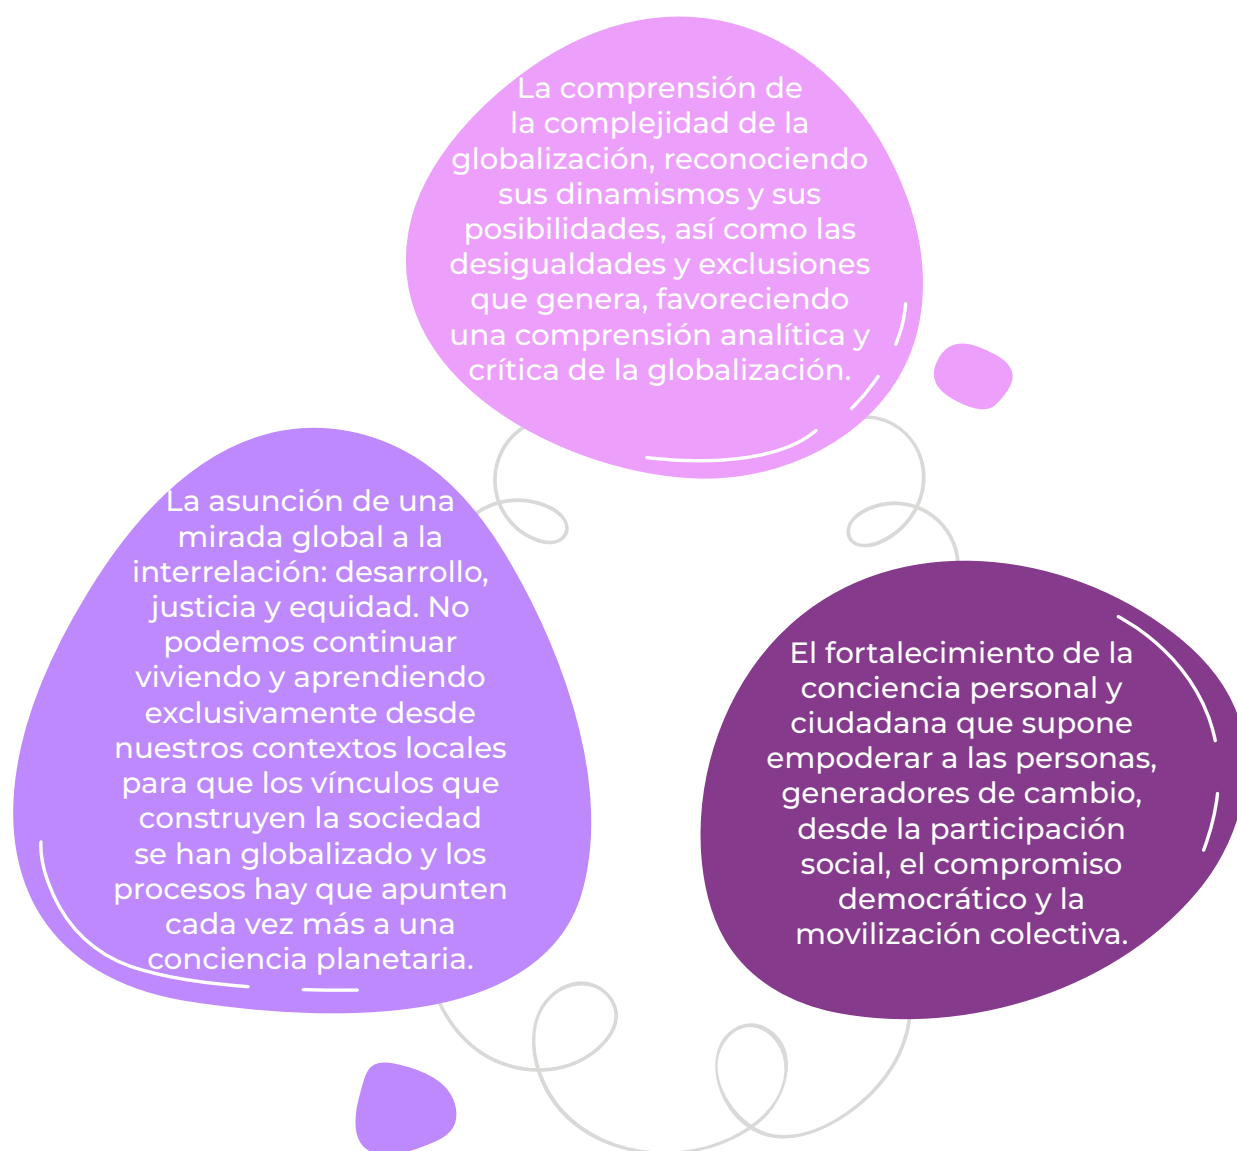 La comprensión de
la complejidad de la
globalización, reconociendo
sus dinamismos y sus
posibilidades, así como las
desigualdades y exclusiones
que genera, favoreciendo
una comprensión analítica y
crítica de la globalización.
La asunción de una
mirada global a la
interrelación: desarrollo,
justicia y equidad. No
podemos continuar
viviendo y aprendiendo
exclusivamente desde
nuestros contextos locales
para que los vínculos que
construyen la sociedad
se han globalizado y los
procesos hay que apunten
cada vez más a una
conciencia planetaria.
El fortalecimiento de la
conciencia personal y
ciudadana que supone
empoderar a las personas,
generadores de cambio,
desde la participación
social, el compromiso
democrático y la
movilización colectiva.